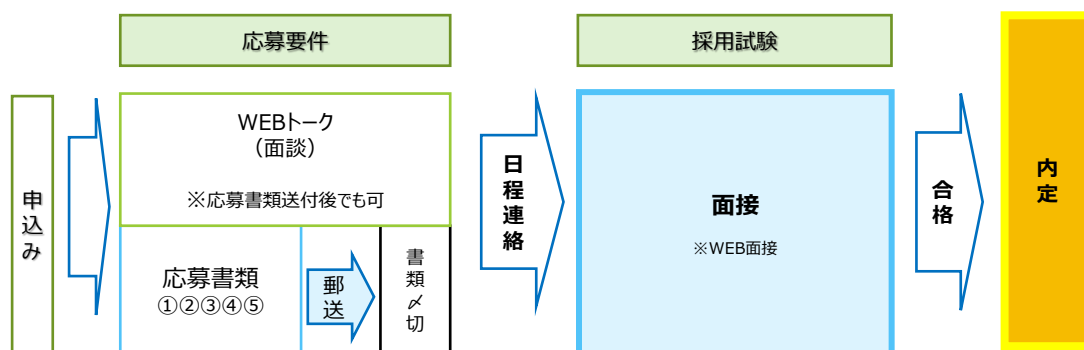 応募要件
採用試験
申込み
WEBトーク
（面談）
※応募書類送付後でも可
応募書類
①②③④⑤
郵送
書類〆切
日程連絡
面接
※WEB面接
合格
内定